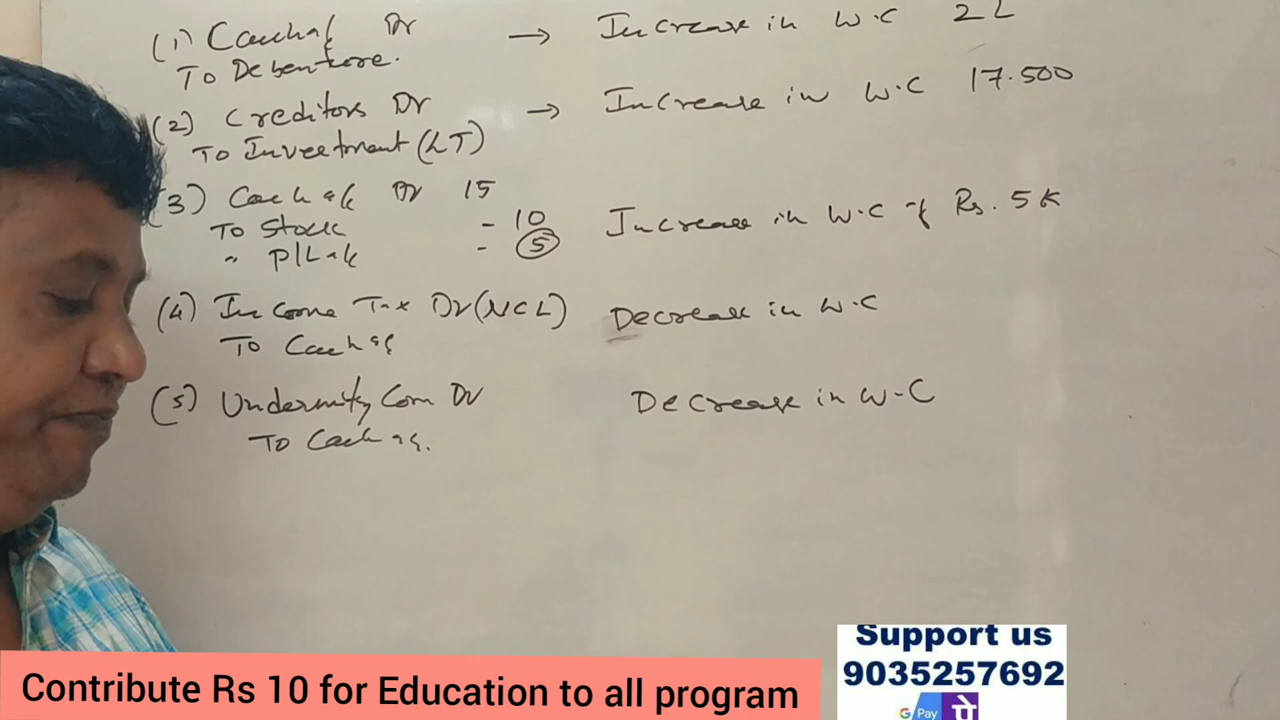 (1) Cash a/c Dr → Increase in W.C 2 L
To Debenture.
(2) Creditors Dr → Increase in W.C 17.500
To Investment (LT)
(3) Cash a/c Dr 15
To Stock - 10 Increase in W.C of Rs. 5K
" P/L a/c - 5
(4) Income Tax Dr (NCL) Decrease in W.C
To Cash a/c
(5) Com Dr Decrease in W.C
To Cash a/c.
Support us
9035257692
G Pay पे
Contribute Rs 10 for Education to all program